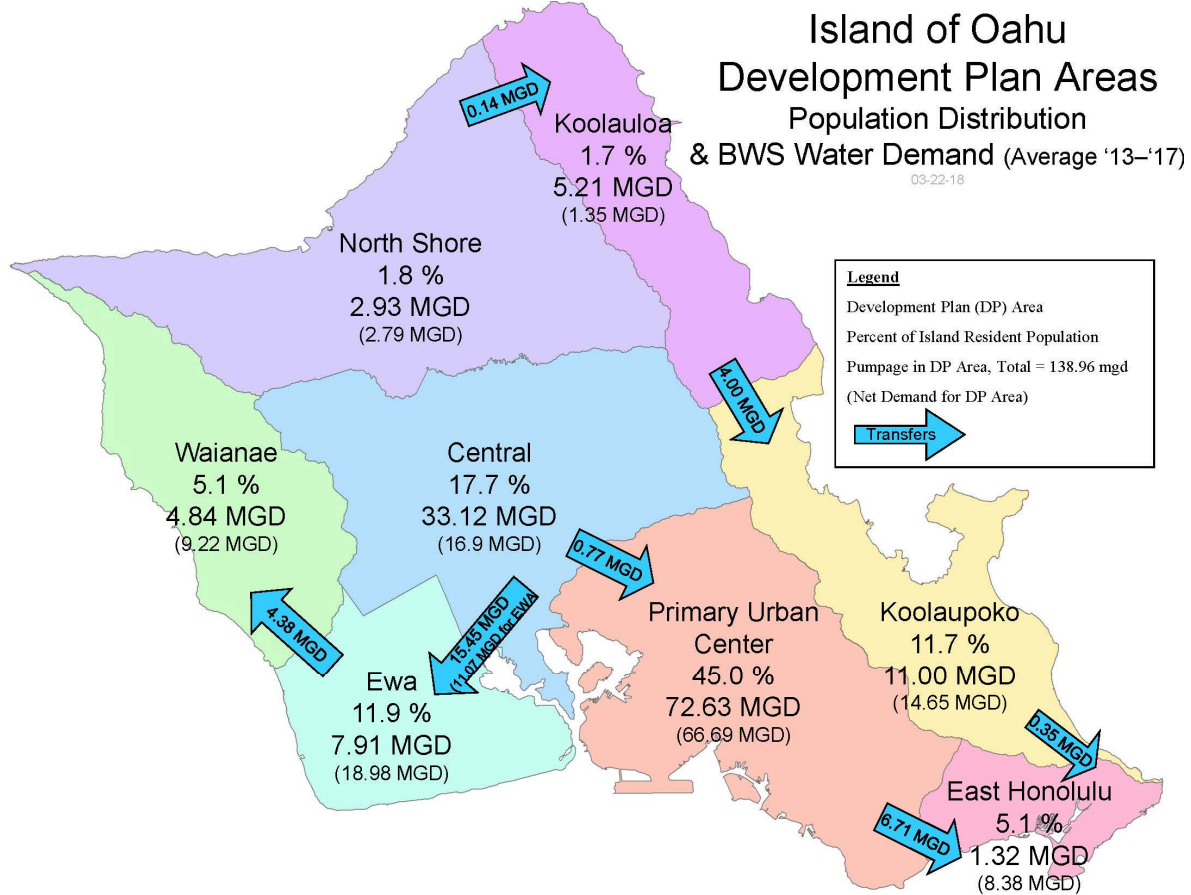 Island of Oahu
Development Plan Areas
Population Distribution
& BWS Water Demand (Average ‘13–‘17)
03-22-18
0.14 MGD
Koolauloa
1.7 %
5.21 MGD
(1.35 MGD)
North Shore
1.8 %
2.93 MGD
(2.79 MGD)
Legend
Development Plan (DP) Area
Percent of Island Resident Population
Pumpage in DP Area, Total = 138.96 mgd
(Net Demand for DP Area)
Transfers
4.00 MGD
Waianae
5.1 %
4.84 MGD
(9.22 MGD)
Central
17.7 %
33.12 MGD
(16.9 MGD)
0.77 MGD
15.45 MGD
(11.07 MGD for EWA)
4.38 MGD
Ewa
11.9 %
7.91 MGD
(18.98 MGD)
Primary Urban
Center
45.0 %
72.63 MGD
(66.69 MGD)
Koolaupoko
11.7 %
11.00 MGD
(14.65 MGD)
0.35 MGD
6.71 MGD
East Honolulu
5.1 %
1.32 MGD
(8.38 MGD)